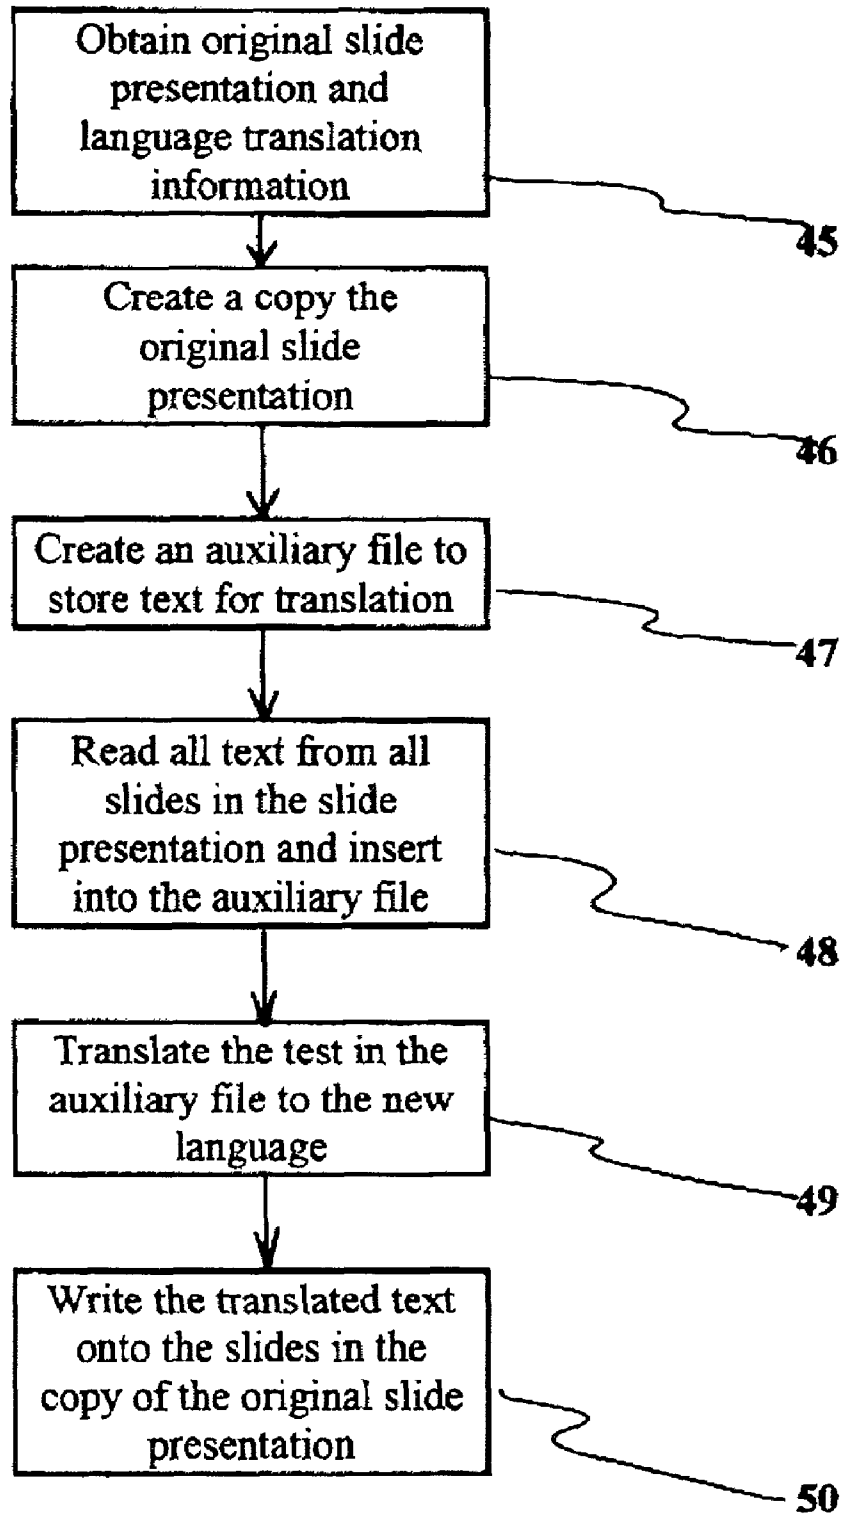 Obtain original slide
presentation and
language translation
information
45
Create a copy the
original slide
presentation
46
Create an auxiliary file to
store text for translation
47
Read all text from all
slides in the slide
presentation and insert
into the auxiliary file
48
Translate the test in the
auxiliary file to the new
language
49
Write the translated text
onto the slides in the
copy of the original slide
presentation
50